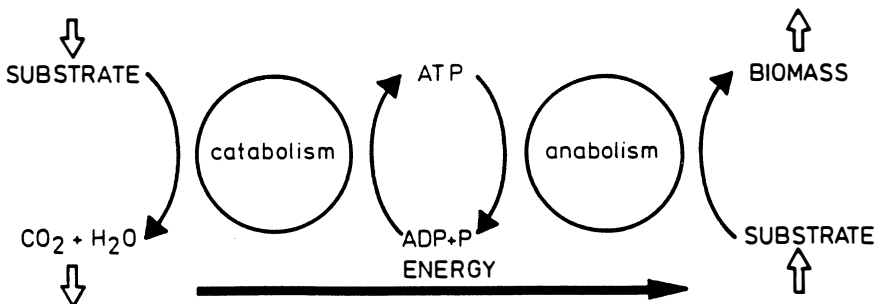 SUBSTRATE
ATP
BIOMASS
catabolism
anabolism
CO₂ + H₂O
ADP+P
SUBSTRATE
ENERGY